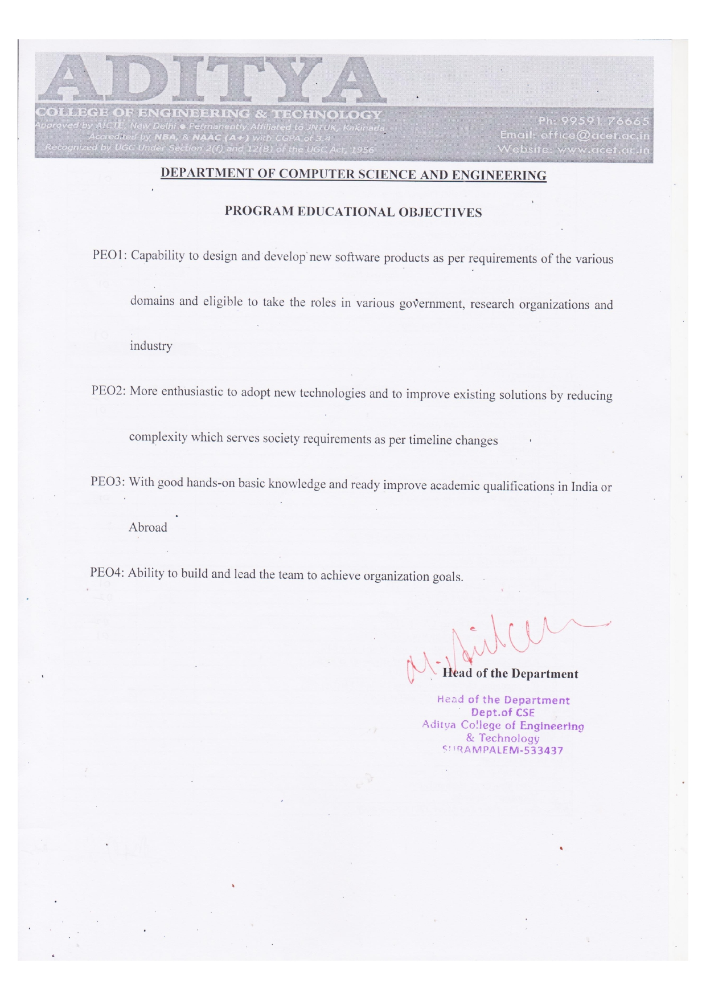 ADITYA
COLLEGE OF ENGINEERING & TECHNOLOGY
Approved by AICTE, New Delhi ● Permanently Affiliated to JNTUK, Kakinada
Accredited by NBA, & NAAC (A+) with CGPA of 3.4
Recognized by UGC Under Section 2(f) and 12(B) of the UGC Act, 1956
Ph: 99591 76665
Email: office@acet.ac.in
Website: www.acet.ac.in
DEPARTMENT OF COMPUTER SCIENCE AND ENGINEERING
PROGRAM EDUCATIONAL OBJECTIVES
PEO1: Capability to design and develop new software products as per requirements of the various
domains and eligible to take the roles in various government, research organizations and
industry
PEO2: More enthusiastic to adopt new technologies and to improve existing solutions by reducing
complexity which serves society requirements as per timeline changes
PEO3: With good hands-on basic knowledge and ready improve academic qualifications in India or
Abroad
PEO4: Ability to build and lead the team to achieve organization goals.
Head of the Department
Head of the Department
Dept.of CSE
Aditya College of Engineering
& Technology
SURAMPALEM-533437